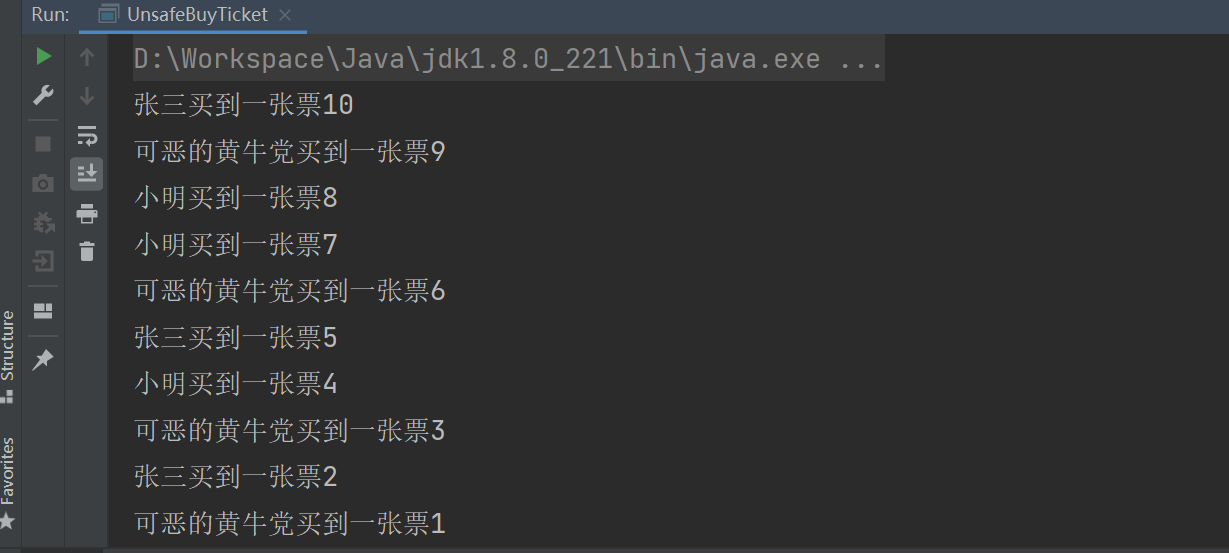 Run: UnsafeBuyTicket
D:\Workspace\Java\jdk1.8.0_221\bin\java.exe ...
张三买到一张票10
可恶的黄牛党买到一张票9
小明买到一张票8
小明买到一张票7
可恶的黄牛党买到一张票6
张三买到一张票5
小明买到一张票4
可恶的黄牛党买到一张票3
张三买到一张票2
可恶的黄牛党买到一张票1
Structure
Favorites